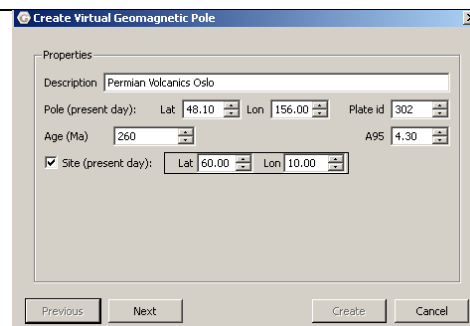 Create Virtual Geomagnetic Pole
Properties
Description Permian Volcanics Oslo
Pole (present day): Lat 48.10 Lon 156.00 Plate id 302
Age (Ma) 260 A95 4.30
Site (present day): Lat 60.00 Lon 10.00
Previous Next Create Cancel